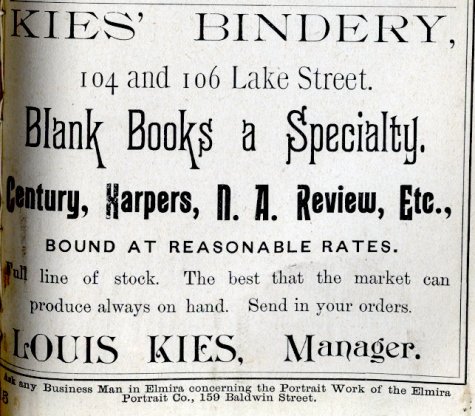 KIES' BINDERY,
104 and 106 Lake Street.
Blank Books a Specialty.
Century, Harpers, N. A. Review, Etc.,
BOUND AT REASONABLE RATES.
Full line of stock. The best that the market can
produce always on hand. Send in your orders.
LOUIS KIES, Manager.
Ask any Business Man in Elmira concerning the Portrait Work of the Elmira
Portrait Co., 159 Baldwin Street.